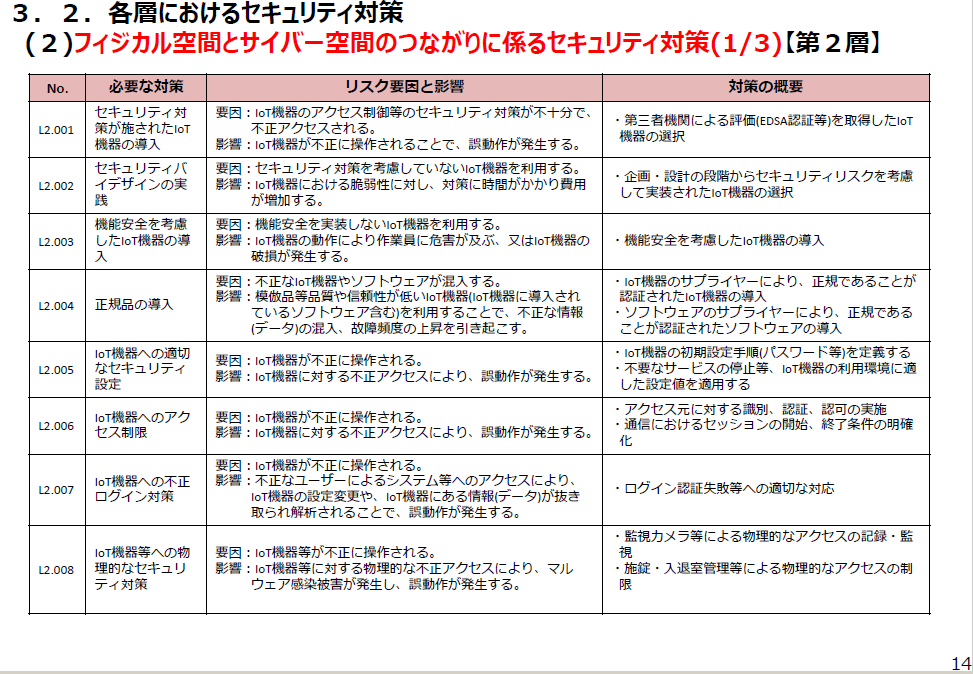 ３．２．各層におけるセキュリティ対策
(２)フィジカル空間とサイバー空間のつながりに係るセキュリティ対策(1/3)【第２層】
No.
必要な対策
リスク要因と影響
対策の概要
L2.001
セキュリティ対
策が施されたIoT
機器の導入
要因：IoT機器のアクセス制御等のセキュリティ対策が不十分で、
不正アクセスされる。
影響：IoT機器が不正に操作されることで、誤動作が発生する。
・第三者機関による評価(EDSA認証等)を取得したIoT
機器の選択
L2.002
セキュリティバ
イデザインの実
践
要因：セキュリティ対策を考慮していないIoT機器を利用する。
影響：IoT機器における脆弱性に対し、対策に時間がかかり費用
が増加する。
・企画・設計の段階からセキュリティリスクを考慮
して実装されたIoT機器の選択
L2.003
機能安全を考慮
したIoT機器の導
入
要因：機能安全を実装しないIoT機器を利用する。
影響：IoT機器の動作により作業員に危害が及ぶ、又はIoT機器の
破損が発生する。
・機能安全を考慮したIoT機器の導入
L2.004
正規品の導入
要因：不正なIoT機器やソフトウェアが混入する。
影響：模倣品等品質や信頼性が低いIoT機器(IoT機器に導入され
ているソフトウェア含む)を利用することで、不正な情報
(データ)の混入、故障頻度の上昇を引き起こす。
・IoT機器のサプライヤーにより、正規であることが
認証されたIoT機器の導入
・ソフトウェアのサプライヤーにより、正規である
ことが認証されたソフトウェアの導入
L2.005
IoT機器への適切
なセキュリティ
設定
要因：IoT機器が不正に操作される。
影響：IoT機器に対する不正アクセスにより、誤動作が発生する。
・IoT機器の初期設定手順(パスワード等)を定義する
・不要なサービスの停止等、IoT機器の利用環境に適
した設定値を適用する
L2.006
IoT機器へのアク
セス制限
要因：IoT機器が不正に操作される。
影響：IoT機器に対する不正アクセスにより、誤動作が発生する。
・アクセス元に対する識別、認証、認可の実施
・通信におけるセッションの開始、終了条件の明確
化
L2.007
IoT機器への不正
ログイン対策
要因：IoT機器が不正に操作される。
影響：不正なユーザーによるシステム等へのアクセスにより、
IoT機器の設定変更や、IoT機器にある情報(データ)が抜き
取られ解析されることで、誤動作が発生する。
・ログイン認証失敗等への適切な対応
L2.008
IoT機器等への物
理的なセキュリ
ティ対策
要因：IoT機器等が不正に操作される。
影響：IoT機器等に対する物理的な不正アクセスにより、マル
ウェア感染被害が発生し、誤動作が発生する。
・監視カメラ等による物理的なアクセスの記録・監
視
・施錠・入退室管理等による物理的なアクセスの制
限
14